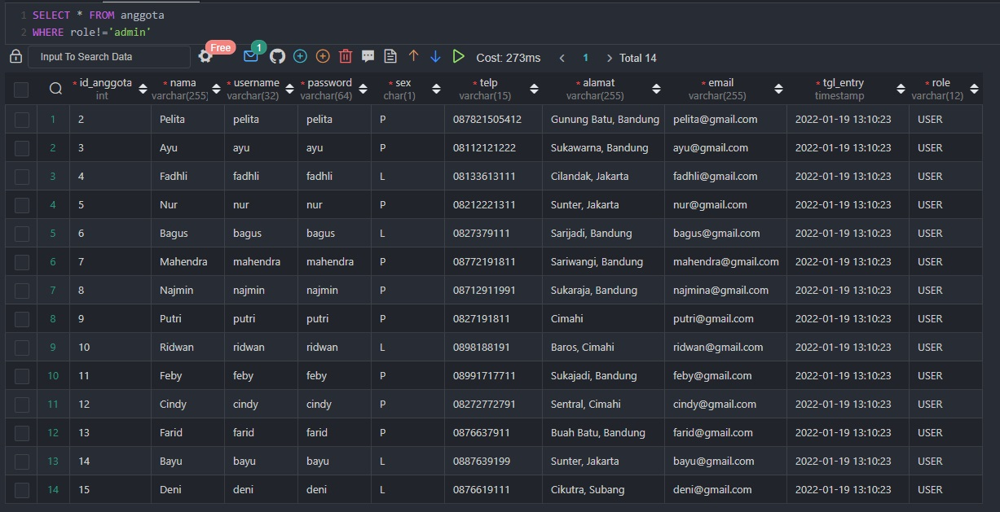 1 SELECT * FROM anggota
2 WHERE role!='admin'
Input To Search Data Free 1 Cost: 273ms 1 Total 14
* id_anggota * nama * username * password * sex * telp * alamat * email * tgl_entry * role
int varchar(255) varchar(32) varchar(64) char(1) varchar(15) varchar(255) varchar(255) timestamp varchar(12)
1 2 Pelita pelita pelita P 087821505412 Gunung Batu, Bandung pelita@gmail.com 2022-01-19 13:10:23 USER
2 3 Ayu ayu ayu P 08112121222 Sukawarna, Bandung ayu@gmail.com 2022-01-19 13:10:23 USER
3 4 Fadhli fadhli fadhli L 08133613111 Cilandak, Jakarta fadhli@gmail.com 2022-01-19 13:10:23 USER
4 5 Nur nur nur P 08212221311 Sunter, Jakarta nur@gmail.com 2022-01-19 13:10:23 USER
5 6 Bagus bagus bagus L 0827379111 Sarijadi, Bandung bagus@gmail.com 2022-01-19 13:10:23 USER
6 7 Mahendra mahendra mahendra P 08772191811 Sariwangi, Bandung mahendra@gmail.com 2022-01-19 13:10:23 USER
7 8 Najmin najmin najmin P 08712911991 Sukaraja, Bandung najmina@gmail.com 2022-01-19 13:10:23 USER
8 9 Putri putri putri P 0827191811 Cimahi putri@gmail.com 2022-01-19 13:10:23 USER
9 10 Ridwan ridwan ridwan L 0898188191 Baros, Cimahi ridwan@gmail.com 2022-01-19 13:10:23 USER
10 11 Feby feby feby P 08991717711 Sukajadi, Bandung feby@gmail.com 2022-01-19 13:10:23 USER
11 12 Cindy cindy cindy P 08272772791 Sentral, Cimahi cindy@gmail.com 2022-01-19 13:10:23 USER
12 13 Farid farid farid P 0876637911 Buah Batu, Bandung farid@gmail.com 2022-01-19 13:10:23 USER
13 14 Bayu bayu bayu L 0887639199 Sunter, Jakarta bayu@gmail.com 2022-01-19 13:10:23 USER
14 15 Deni deni deni L 0876619111 Cikutra, Subang deni@gmail.com 2022-01-19 13:10:23 USER